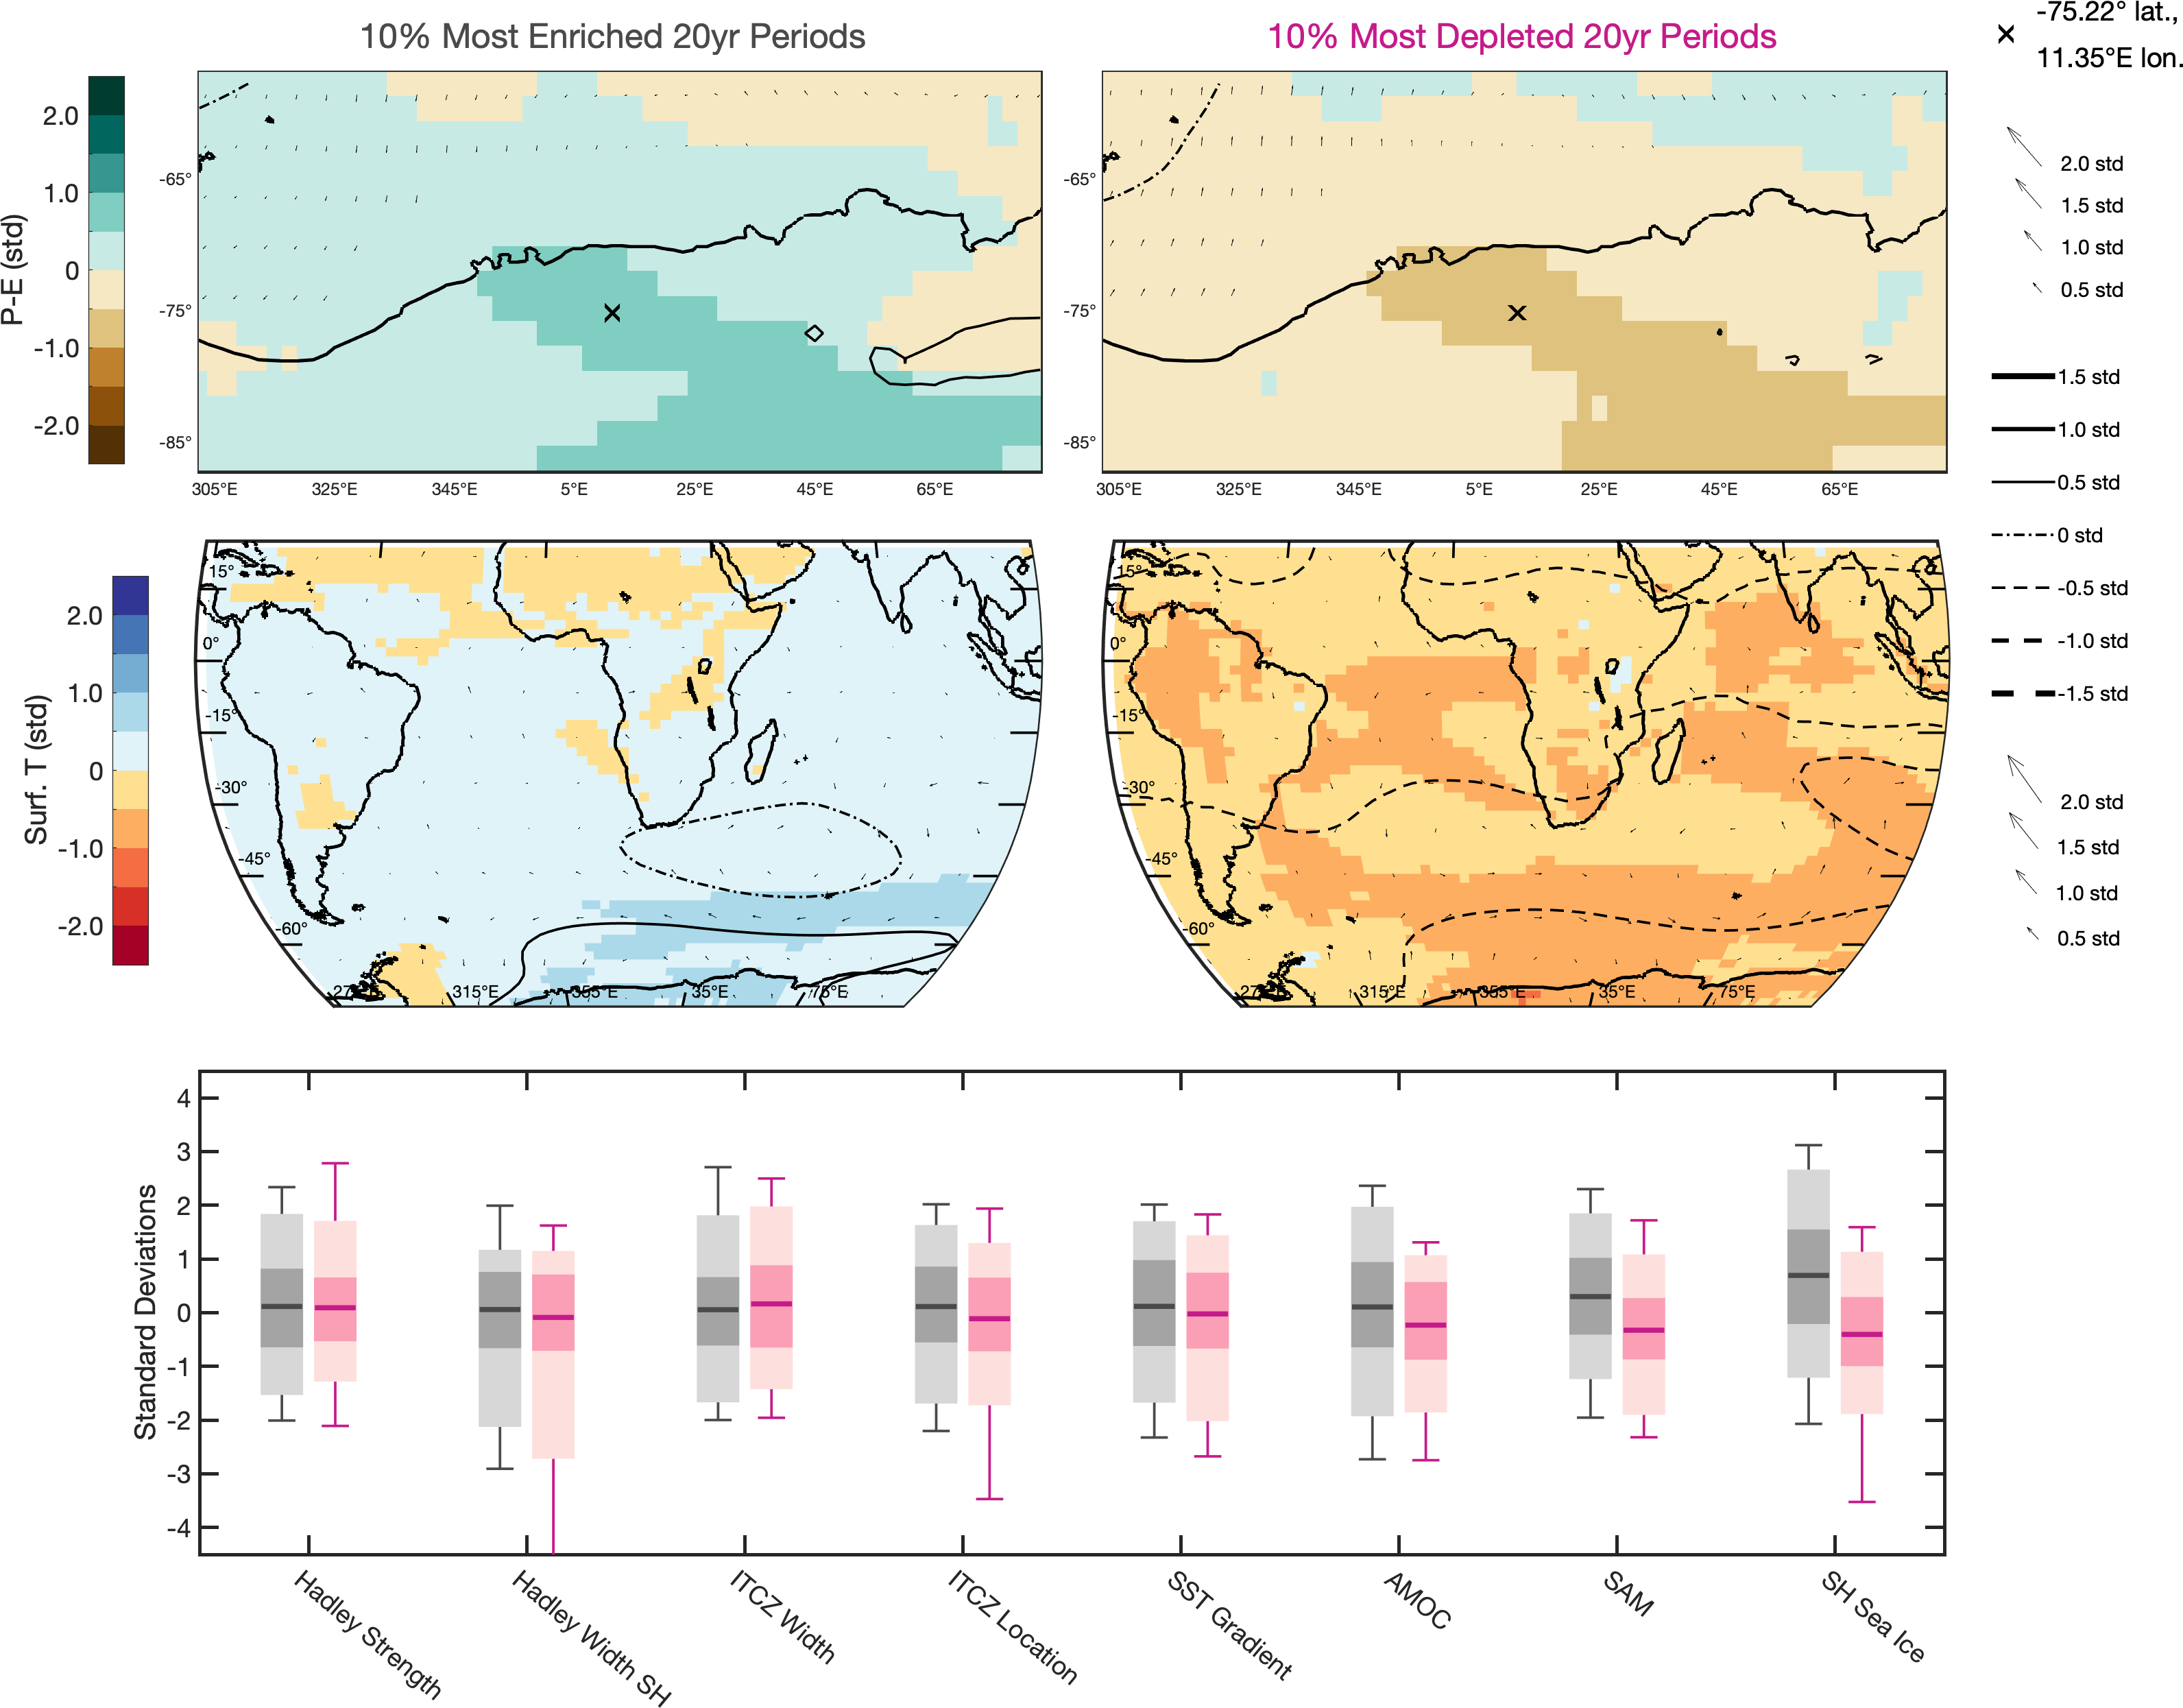 10% Most Enriched 20yr Periods
10% Most Depleted 20yr Periods
-75.22° lat.,
11.35°E lon.
P-E (std)
2.0
1.0
0
-1.0
-2.0
-65°
-75°
-85°
305°E 325°E 345°E 5°E 25°E 45°E 65°E
-65°
-75°
-85°
305°E 325°E 345°E 5°E 25°E 45°E 65°E
2.0 std
1.5 std
1.0 std
0.5 std
1.5 std
1.0 std
0.5 std
0 std
-0.5 std
-1.0 std
-1.5 std
Surf. T (std)
2.0
1.0
0
-1.0
-2.0
15°
0°
-15°
-30°
-45°
-60°
315°E 355°E 35°E 75°E
15°
0°
-15°
-30°
-45°
-60°
315°E 355°E 35°E 75°E
2.0 std
1.5 std
1.0 std
0.5 std
Standard Deviations
4
3
2
1
0
-1
-2
-3
-4
Hadley Strength
Hadley Width SH
ITCZ Width
ITCZ Location
SST Gradient
AMOC
SAM
SH Sea Ice